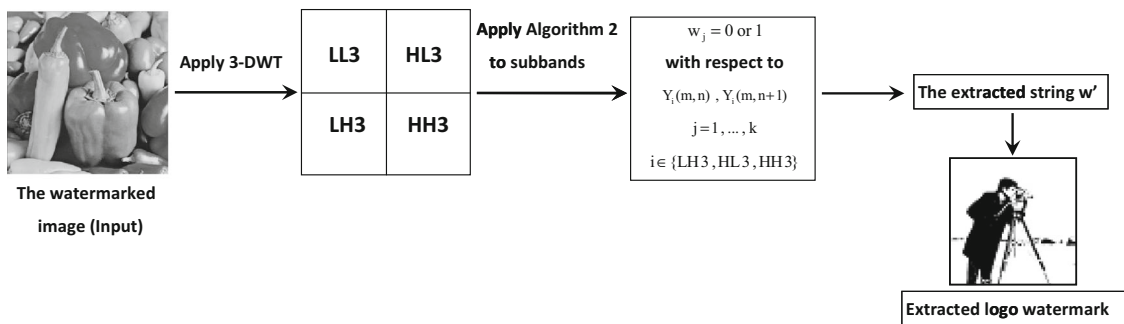 The watermarked
image (Input)
Apply 3-DWT
LL3 HL3
LH3 HH3
Apply Algorithm 2
to subbands
w_j = 0 or 1
with respect to
Y_i(m,n) , Y_i(m,n+1)
j=1, ... , k
i ∈ {LH3 , HL3 , HH3}
The extracted string w'
Extracted logo watermark